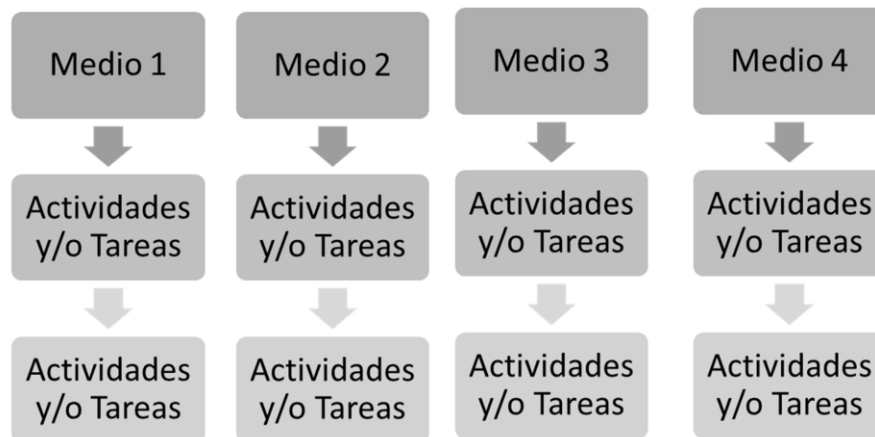 Medio 1
Medio 2
Medio 3
Medio 4
Actividades
y/o Tareas
Actividades
y/o Tareas
Actividades
y/o Tareas
Actividades
y/o Tareas
Actividades
y/o Tareas
Actividades
y/o Tareas
Actividades
y/o Tareas
Actividades
y/o Tareas